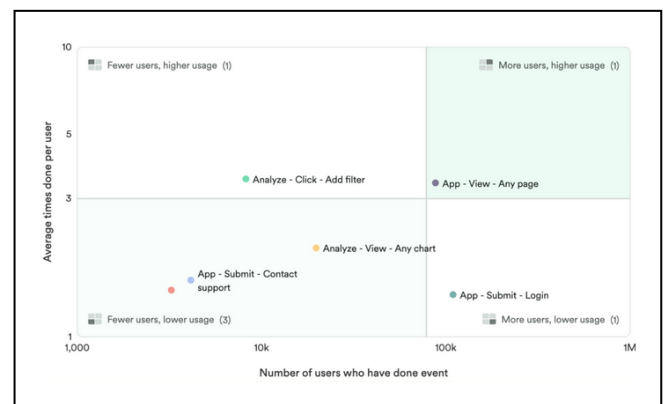 10
Fewer users, higher usage (1)
More users, higher usage (1)
5
Average times done per user
Analyze - Click - Add filter
App - View - Any page
3
Analyze - View - Any chart
App - Submit - Contact
support
App - Submit - Login
Fewer users, lower usage (3)
More users, lower usage (1)
1
1,000
10k
100k
1M
Number of users who have done event